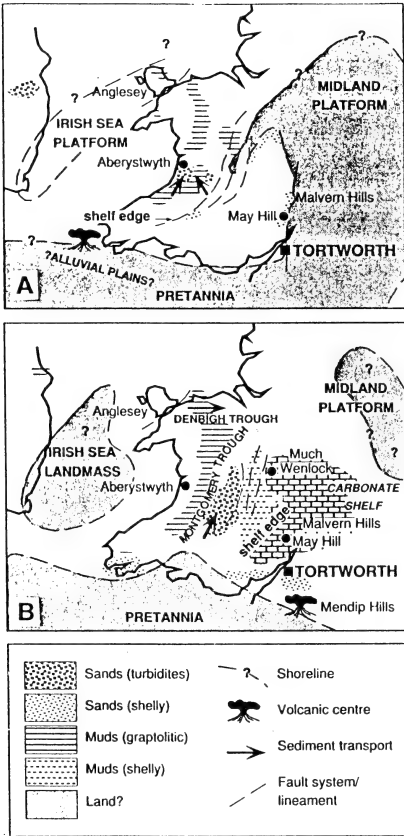 ?
?
?
?
Anglesey
MIDLAND
PLATFORM
IRISH SEA
PLATFORM
Aberystwyth
Malvern Hills
shelf edge
May Hill
?
?ALLUVIAL PLAINS?
TORTWORTH
A
PRETANNIA
?
MIDLAND
PLATFORM
?
?
Anglesey
DENBIGH TROUGH
?
IRISH SEA
LANDMASS
?
MONTGOMERY TROUGH
Much
Wenlock
Aberystwyth
CARBONATE
SHELF
shelf edge
Malvern Hills
May Hill
TORTWORTH
B
PRETANNIA
Mendip Hills
Sands (turbidites)
?
Shoreline
Sands (shelly)
Volcanic centre
Muds (graptolitic)
Sediment transport
Muds (shelly)
Fault system/
lineament
Land?